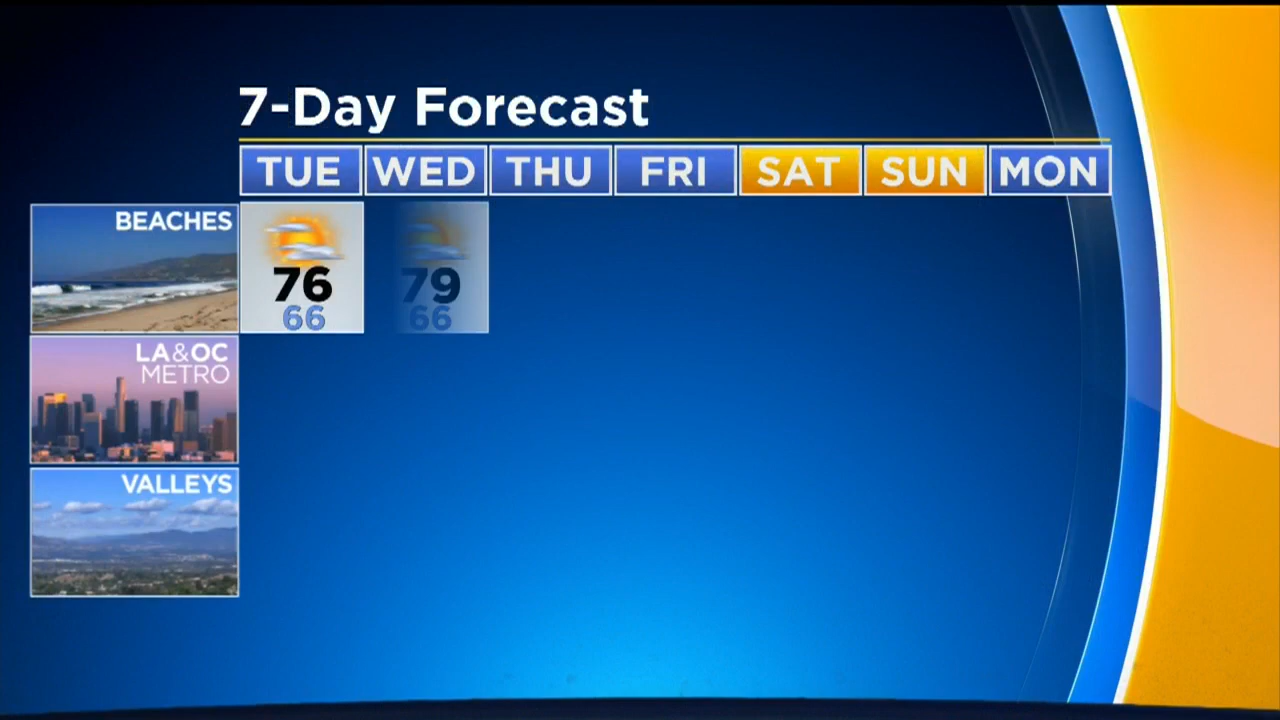 7-Day Forecast
TUE WED THU FRI SAT SUN MON
BEACHES
76 79
66 66
LA&OC
METRO
VALLEYS